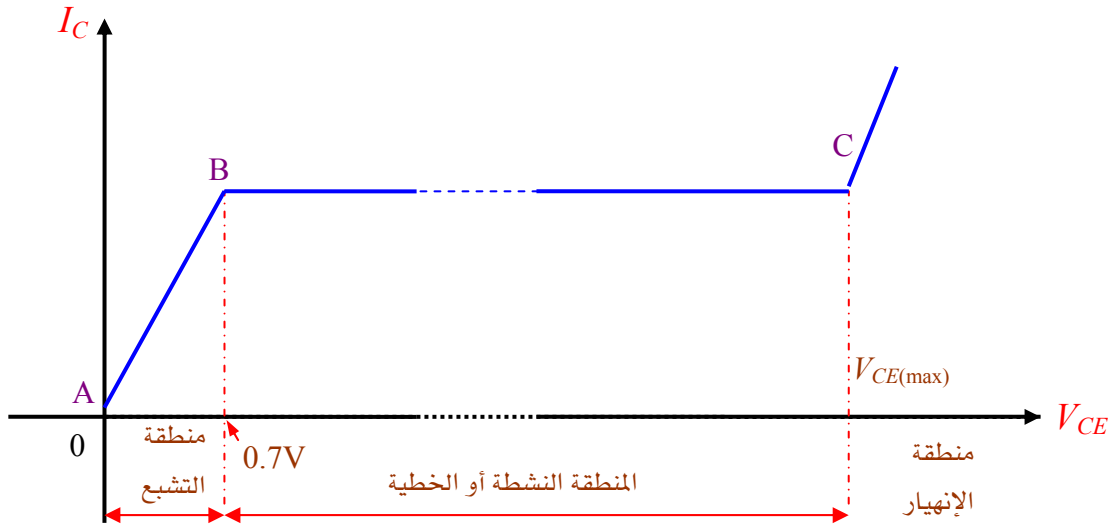 I_C
B
C
A
V_CE(max)
V_CE
0
0.7V
منطقة
التشبع
المنطقة النشطة أو الخطية
منطقة
الإنهيار